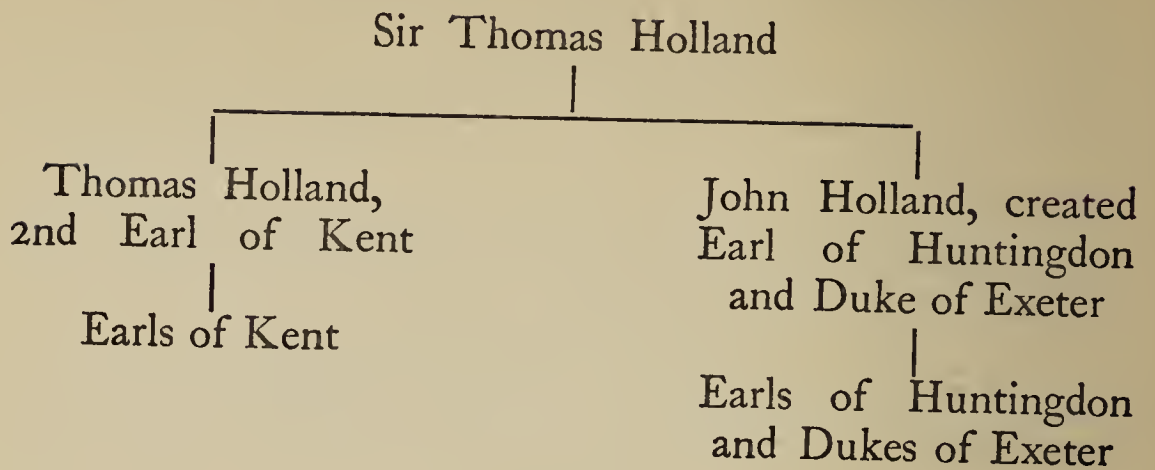 Sir Thomas Holland
Thomas Holland,
2nd Earl of Kent
Earls of Kent
John Holland, created
Earl of Huntingdon
and Duke of Exeter
Earls of Huntingdon
and Dukes of Exeter